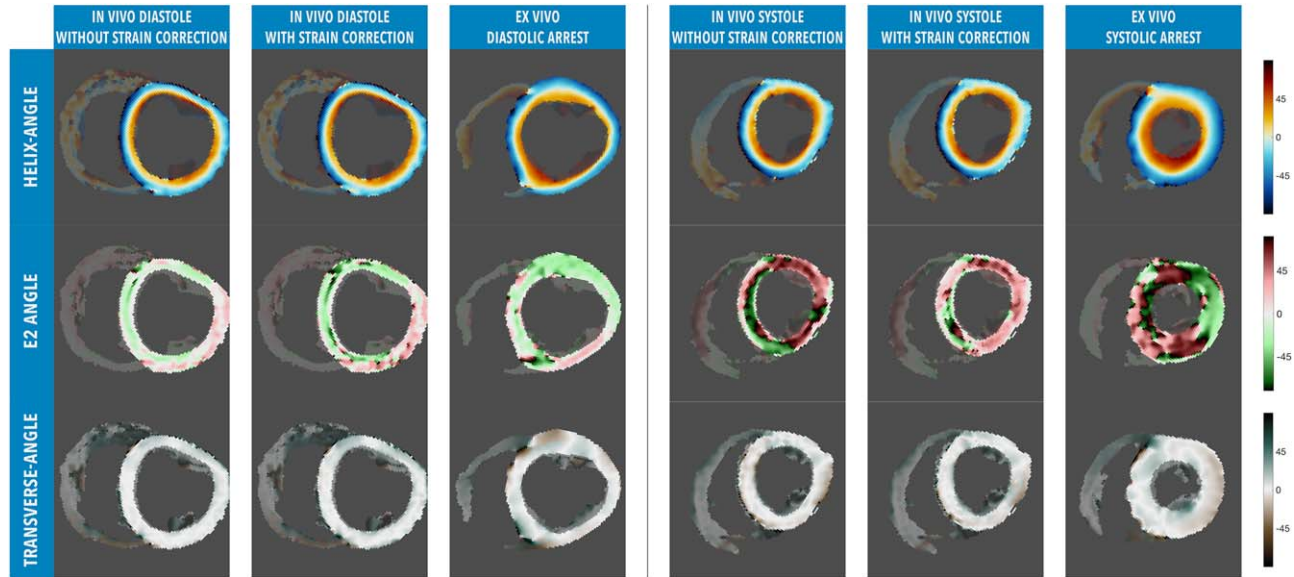 IN VIVO DIASTOLE
WITHOUT STRAIN CORRECTION
IN VIVO DIASTOLE
WITH STRAIN CORRECTION
EX VIVO
DIASTOLIC ARREST
IN VIVO SYSTOLE
WITHOUT STRAIN CORRECTION
IN VIVO SYSTOLE
WITH STRAIN CORRECTION
EX VIVO
SYSTOLIC ARREST
HELIX-ANGLE
45
0
-45
E2 ANGLE
45
0
-45
TRANSVERSE-ANGLE
45
0
-45